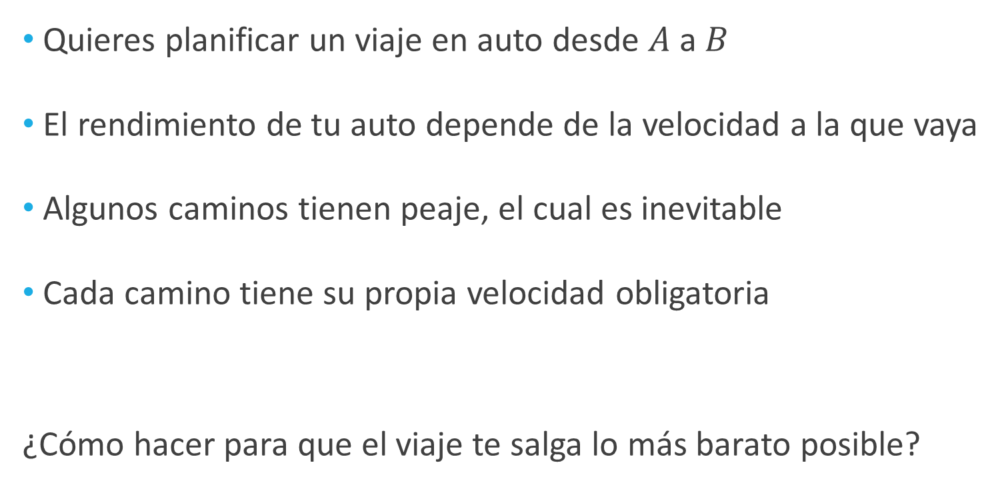 • Quieres planificar un viaje en auto desde A a B
• El rendimiento de tu auto depende de la velocidad a la que vaya
• Algunos caminos tienen peaje, el cual es inevitable
• Cada camino tiene su propia velocidad obligatoria
¿Cómo hacer para que el viaje te salga lo más barato posible?